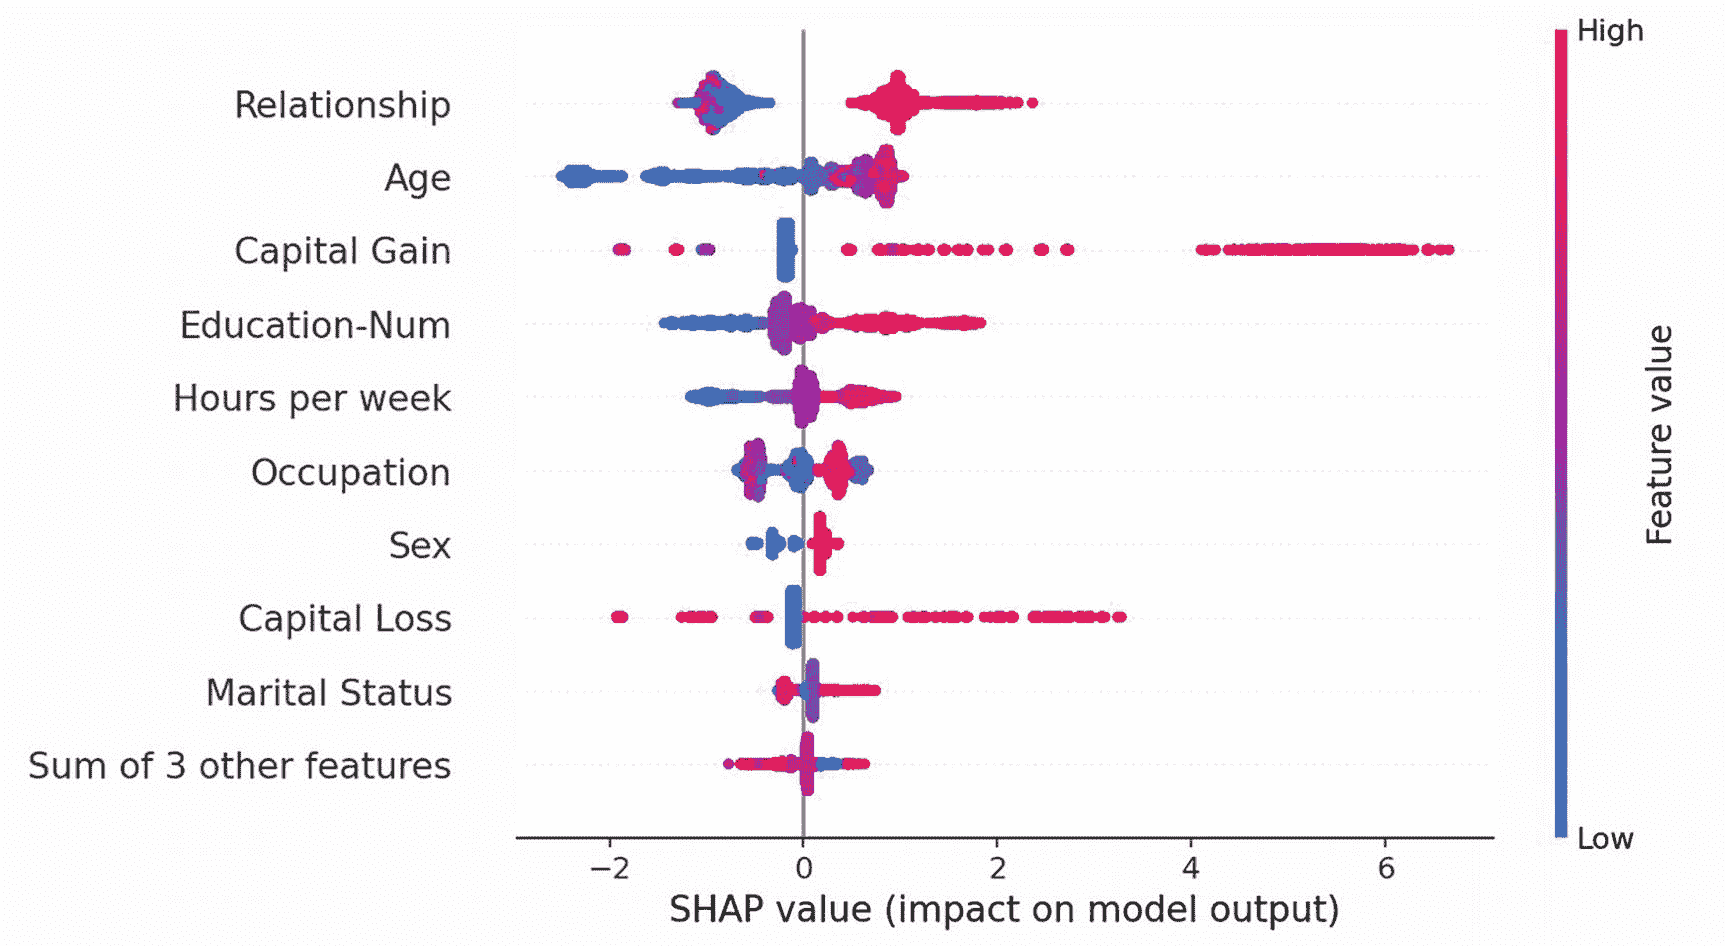 High
Relationship
Age
Capital Gain
Education-Num
Hours per week
Occupation
Sex
Capital Loss
Marital Status
Sum of 3 other features
Feature value
Low
−2 0 2 4 6
SHAP value (impact on model output)